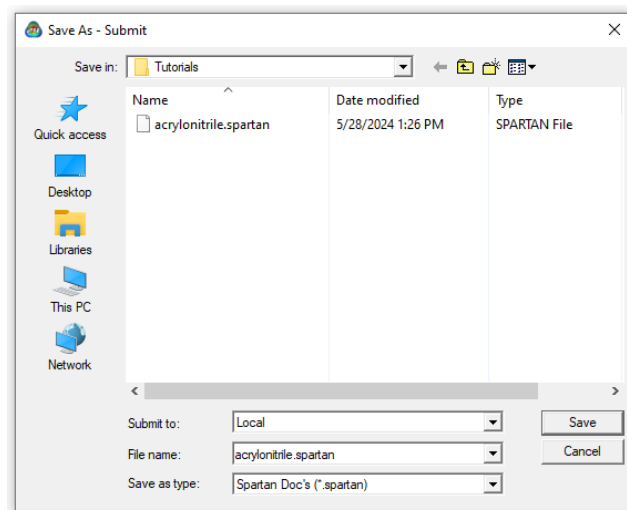 Save As - Submit
Save in: Tutorials
Name Date modified Type
acrylonitrile.spartan 5/28/2024 1:26 PM SPARTAN File
Quick access
Desktop
Libraries
This PC
Network
Submit to: Local Save
File name: acrylonitrile.spartan Cancel
Save as type: Spartan Doc's (*.spartan)